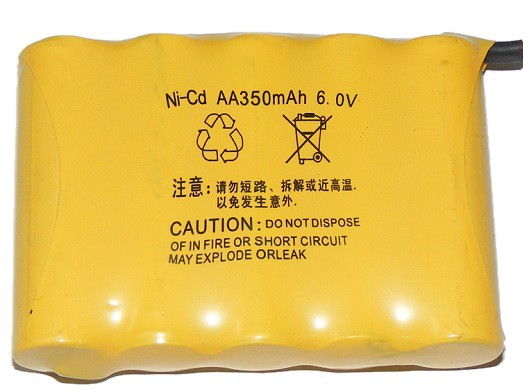 Ni-Cd AA350mAh 6.0V
注意：请勿短路、拆解或近高温.
以免发生意外.
CAUTION: DO NOT DISPOSE
OF IN FIRE OR SHORT CIRCUIT
MAY EXPLODE ORLEAK